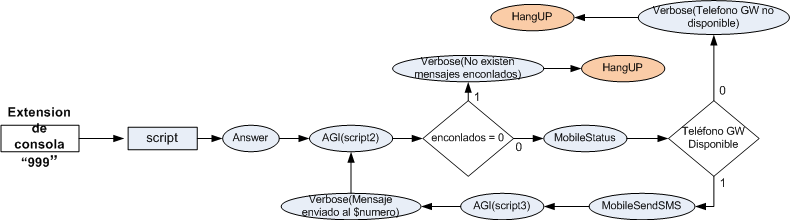 HangUP
Verbose(Telefono GW no
disponible)
Verbose(No existen
mensajes enconlados)
HangUP
0
1
Extension
de
consola
"999"
script
Answer
AGI(script2)
enconlados = 0
0
MobileStatus
Teléfono GW
Disponible
1
Verbose(Mensaje
enviado al $numero)
AGI(script3)
MobileSendSMS